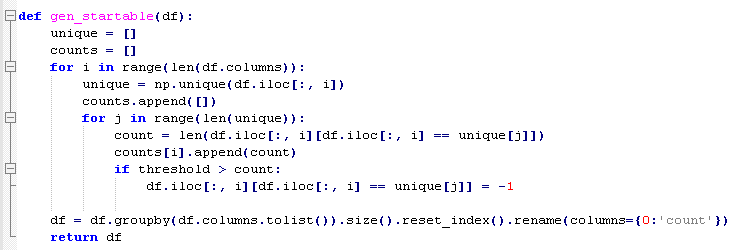 def gen_startable(df):
    unique = []
    counts = []
    for i in range(len(df.columns)):
        unique = np.unique(df.iloc[:, i])
        counts.append([])
        for j in range(len(unique)):
            count = len(df.iloc[:, i][df.iloc[:, i] == unique[j]])
            counts[i].append(count)
            if threshold > count:
                df.iloc[:, i][df.iloc[:, i] == unique[j]] = -1
    df = df.groupby(df.columns.tolist()).size().reset_index().rename(columns={0:'count'})
    return df